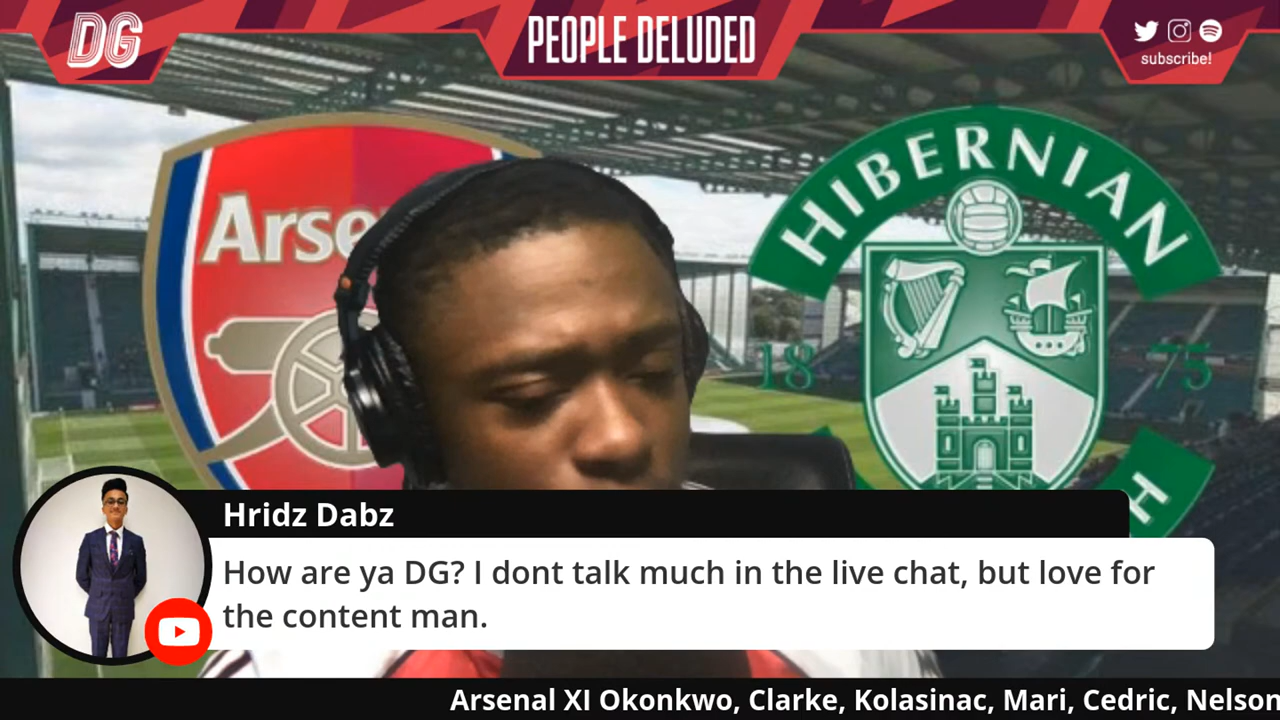 DG
PEOPLE DELUDED
subscribe!
Arse
HIBERNIAN
18 75
H
Hridz Dabz
How are ya DG? I dont talk much in the live chat, but love for
the content man.
Arsenal XI Okonkwo, Clarke, Kolasinac, Mari, Cedric, Nelson